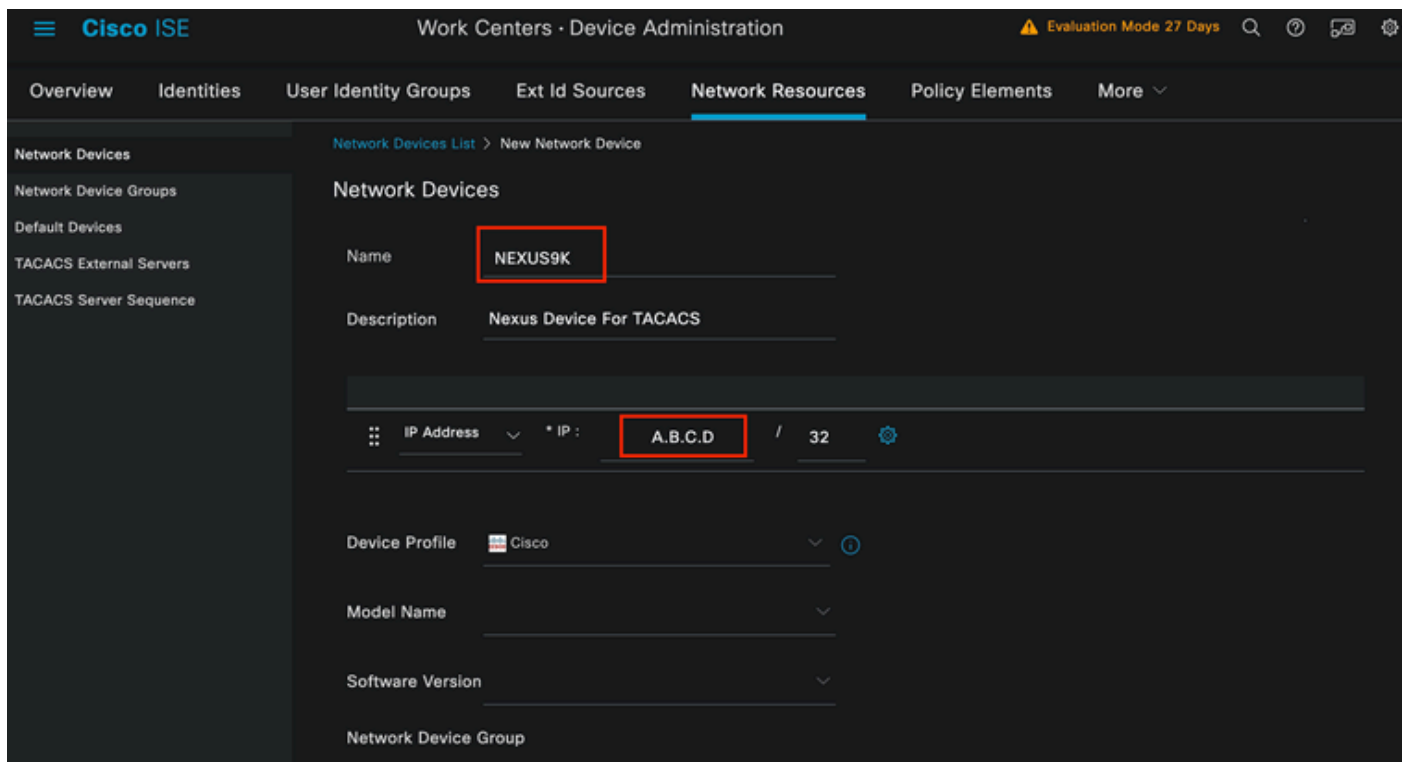 Cisco ISE
Work Centers · Device Administration
Evaluation Mode 27 Days
Overview
Identities
User Identity Groups
Ext Id Sources
Network Resources
Policy Elements
More
Network Devices
Network Device Groups
Default Devices
TACACS External Servers
TACACS Server Sequence
Network Devices List > New Network Device
Network Devices
Name NEXUS9K
Description Nexus Device For TACACS
IP Address * IP : A.B.C.D / 32
Device Profile Cisco
Model Name
Software Version
Network Device Group